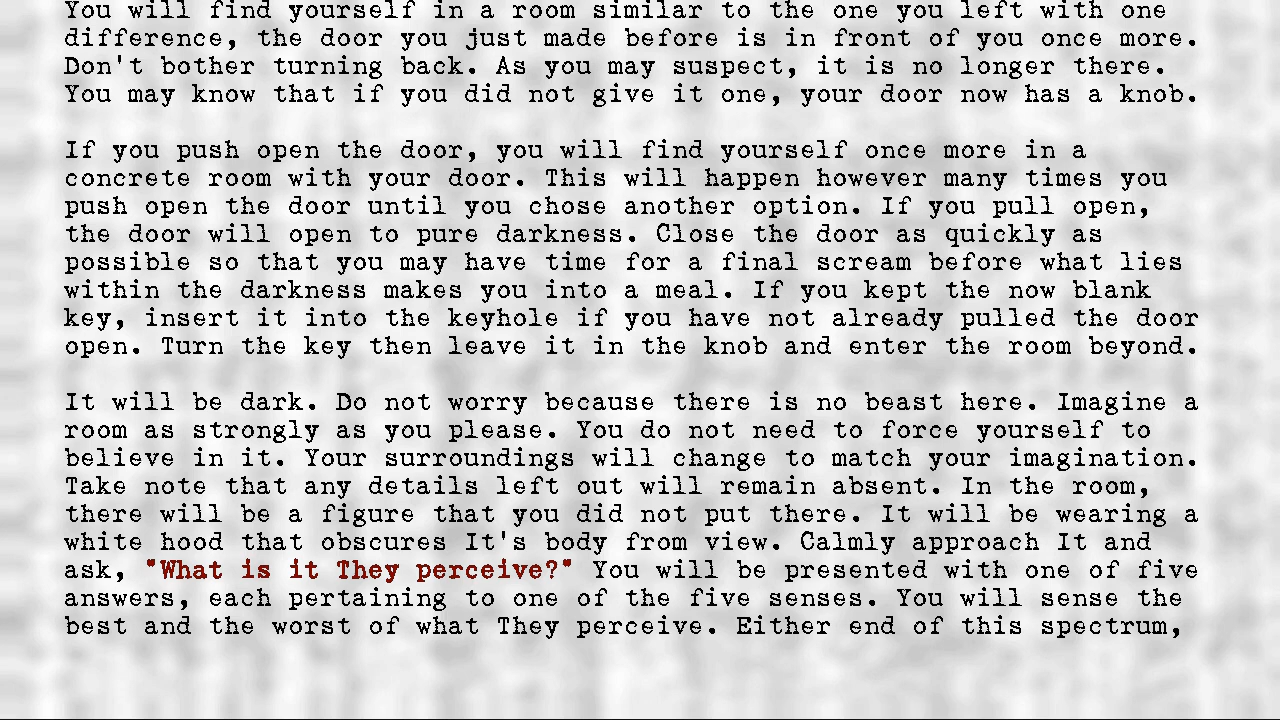 You will find yourself in a room similar to the one you left with one
difference, the door you just made before is in front of you once more.
Don't bother turning back. As you may suspect, it is no longer there.
You may know that if you did not give it one, your door now has a knob.
If you push open the door, you will find yourself once more in a
concrete room with your door. This will happen however many times you
push open the door until you chose another option. If you pull open,
the door will open to pure darkness. Close the door as quickly as
possible so that you may have time for a final scream before what lies
within the darkness makes you into a meal. If you kept the now blank
key, insert it into the keyhole if you have not already pulled the door
open. Turn the key then leave it in the knob and enter the room beyond.
It will be dark. Do not worry because there is no beast here. Imagine a
room as strongly as you please. You do not need to force yourself to
believe in it. Your surroundings will change to match your imagination.
Take note that any details left out will remain absent. In the room,
there will be a figure that you did not put there. It will be wearing a
white hood that obscures It's body from view. Calmly approach It and
ask, "What is it They perceive?" You will be presented with one of five
answers, each pertaining to one of the five senses. You will sense the
best and the worst of what They perceive. Either end of this spectrum,